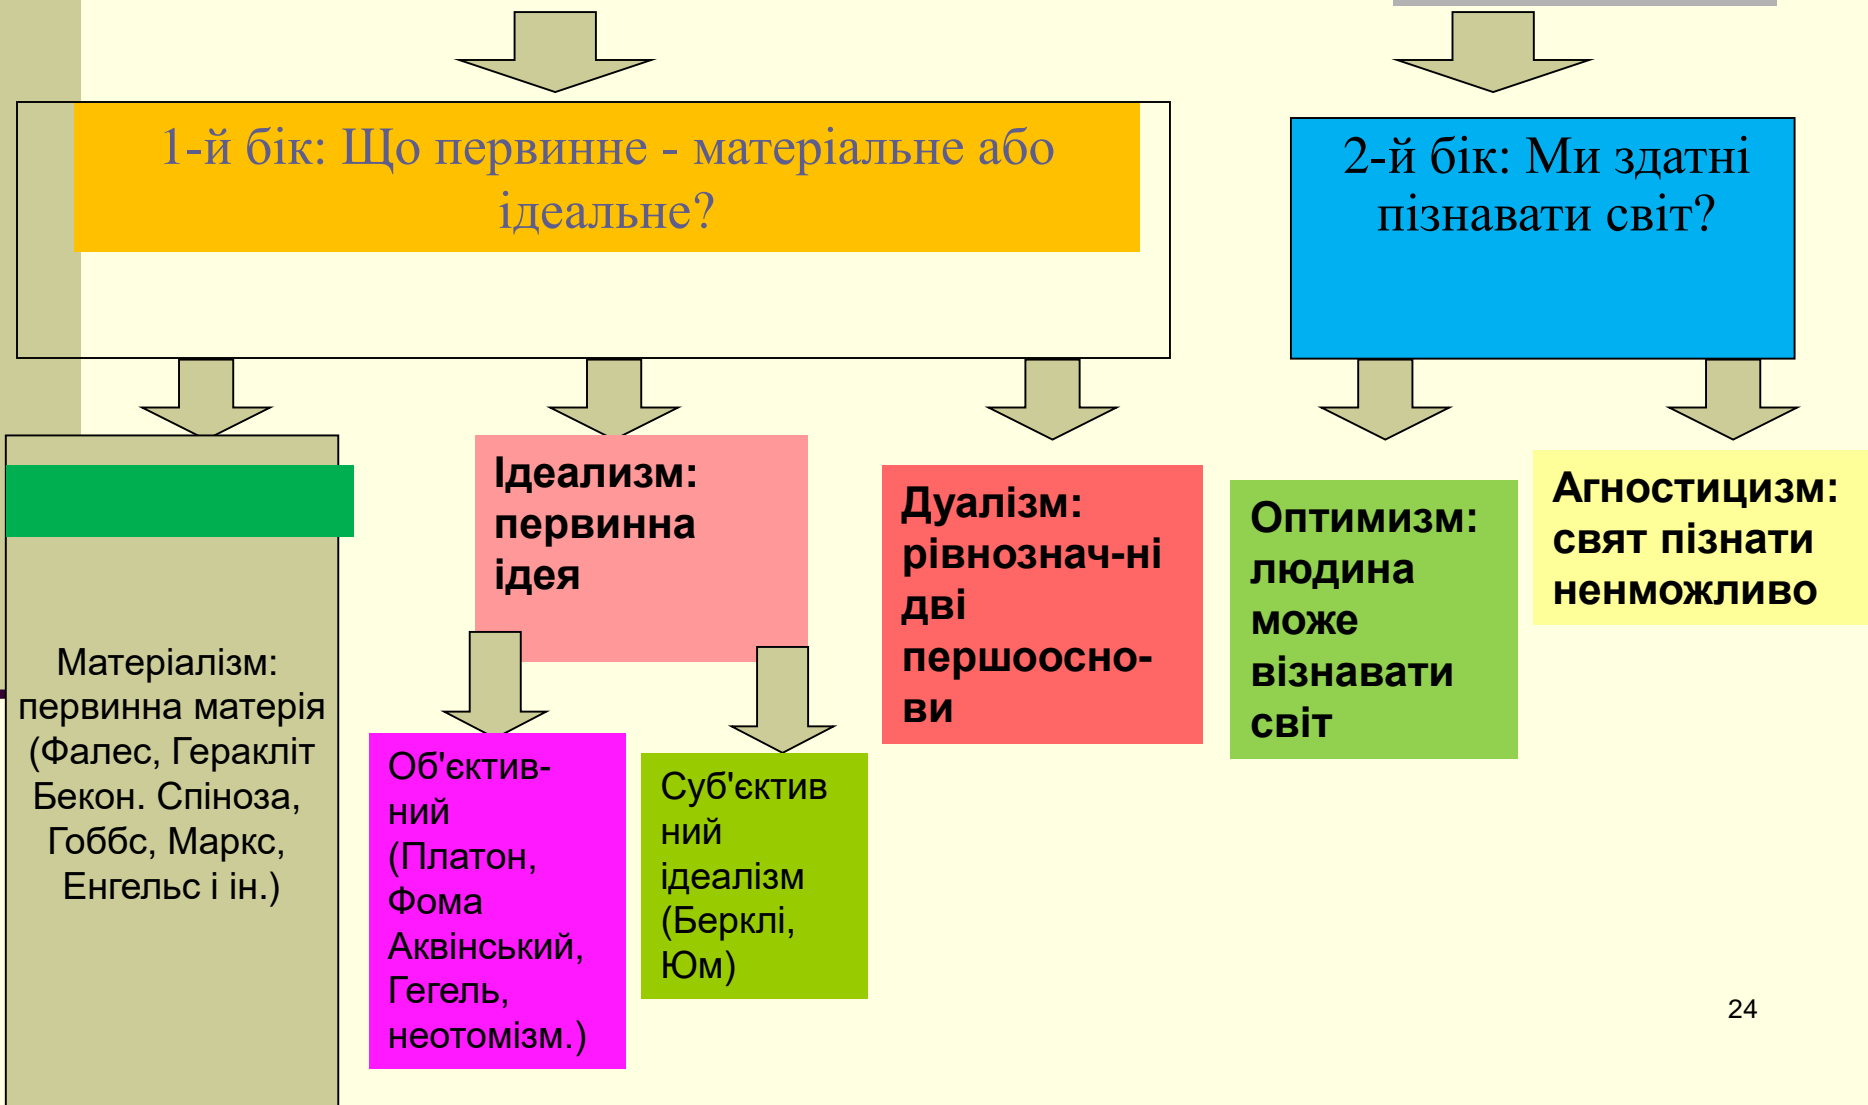 1-й бік: Що первинне - матеріальне або
ідеальне?
2-й бік: Ми здатні
пізнавати світ?
Матеріалізм:
первинна матерія
(Фалес, Геракліт
Бекон. Спіноза,
Гоббс, Маркс,
Енгельс і ін.)
Ідеализм:
первинна
ідея
Об'єктив-
ний
(Платон,
Фома
Аквінський,
Гегель,
неотомізм.)
Суб'єктив
ний
ідеалізм
(Берклі,
Юм)
Дуалізм:
рівнознач-ні
дві
першоосно-
ви
Оптимизм:
людина
може
візнавати
світ
Агностицизм:
свят пізнати
ненможливо
24